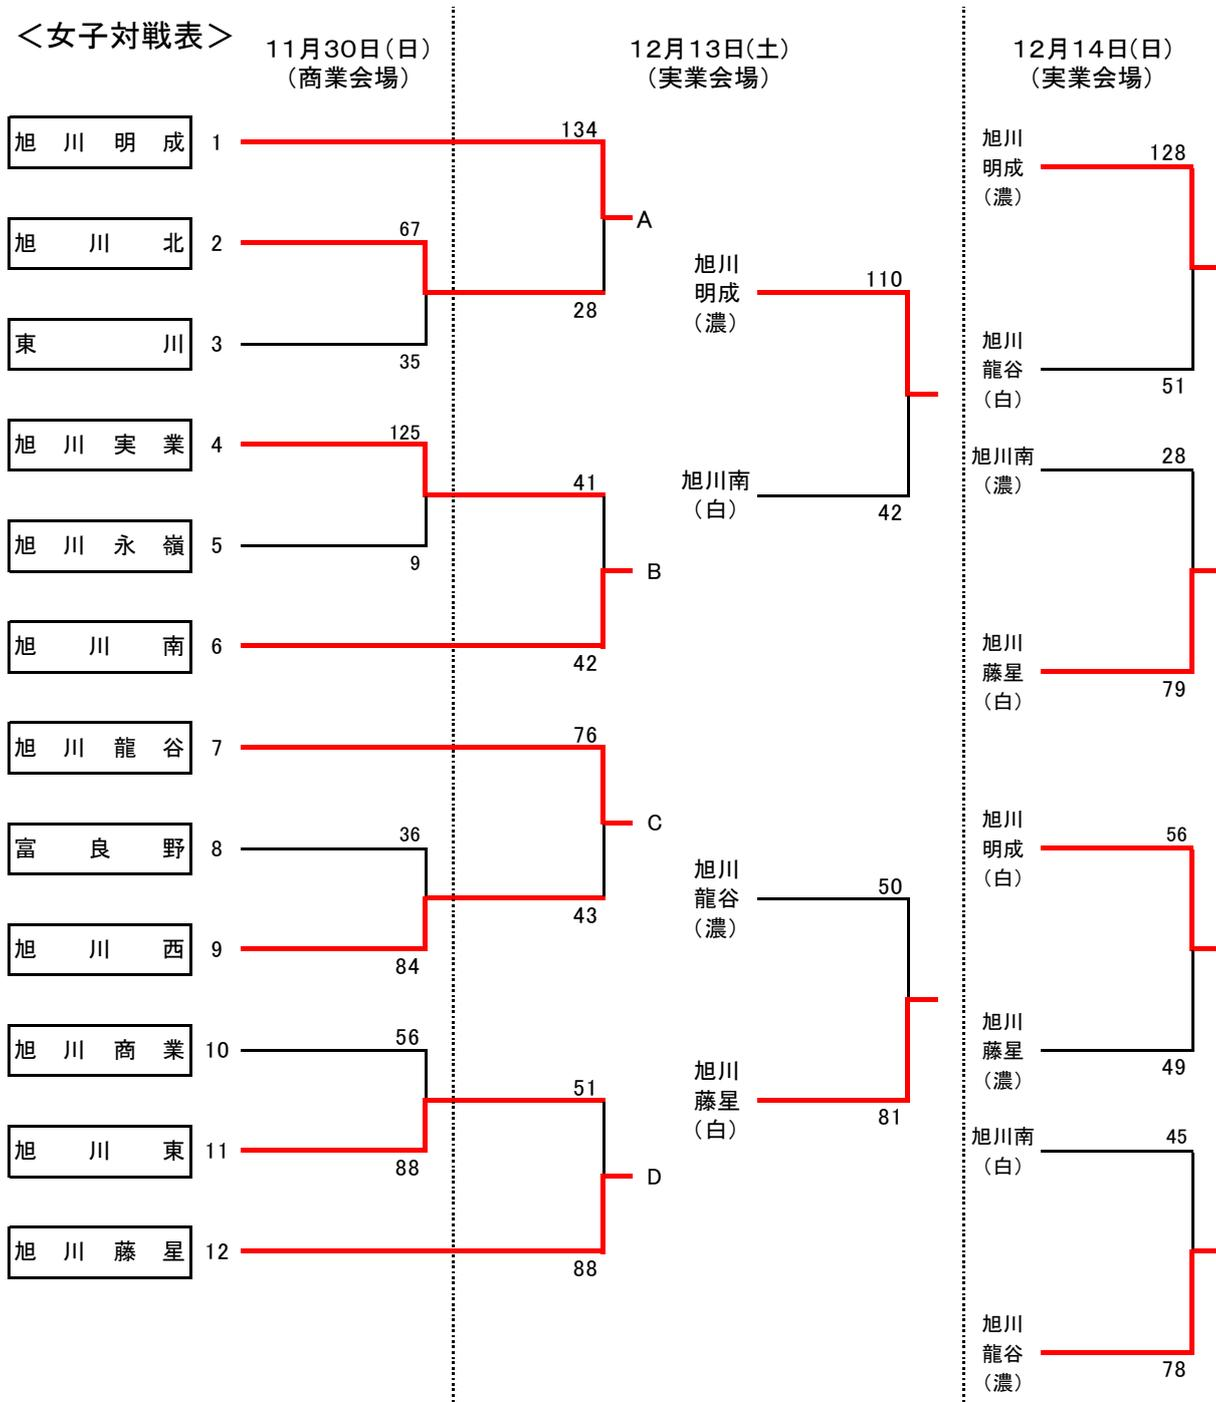 ＜女子対戦表＞
11月30日(日)
（商業会場）
12月13日(土)
（実業会場）
12月14日(日)
（実業会場）
旭川明成 1
134
A
旭川北 2
67
28
東川 3
35
旭川実業 4
125
41
旭川永嶺 5
9
B
旭川南 6
42
旭川龍谷 7
76
C
富良野 8
36
43
旭川西 9
84
旭川商業 10
56
51
旭川東 11
88
D
旭川藤星 12
88
旭川
明成
（濃）
110
旭川南
（白）
42
旭川
龍谷
（濃）
50
旭川
藤星
（白）
81
旭川
明成
（濃）
128
旭川
龍谷
（白）
51
旭川南
（濃）
28
旭川
藤星
（白）
79
旭川
明成
（白）
56
旭川
藤星
（濃）
49
旭川南
（白）
45
旭川
龍谷
（濃）
78